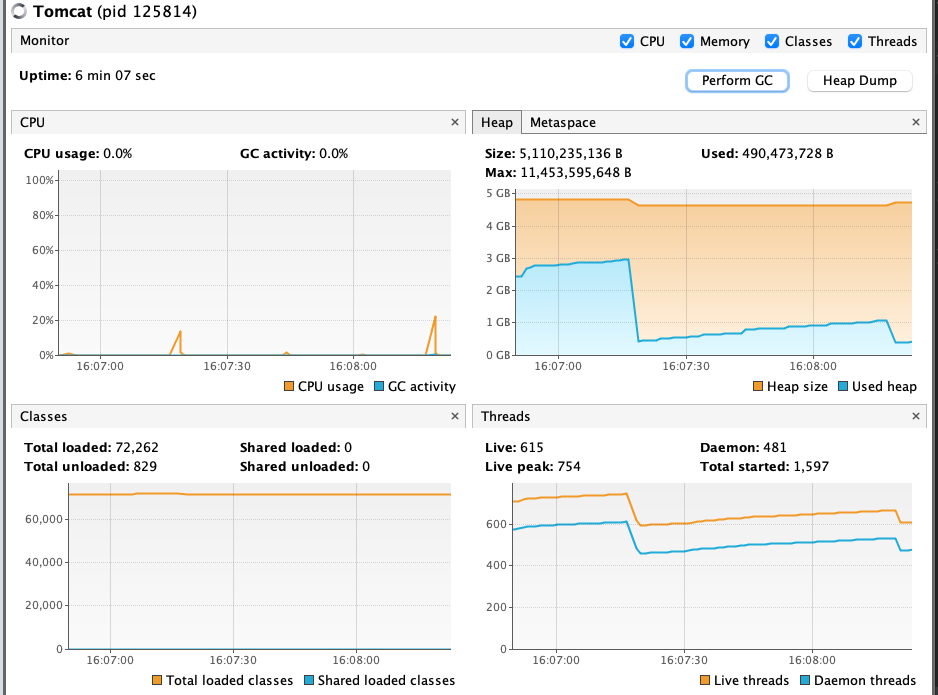 Tomcat (pid 125814)
Monitor
CPU Memory Classes Threads
Uptime: 6 min 07 sec
Perform GC Heap Dump
CPU ×
CPU usage: 0.0% GC activity: 0.0%
100%
80%
60%
40%
20%
0%
16:07:00 16:07:30 16:08:00
CPU usage GC activity
Heap Metaspace ×
Size: 5,110,235,136 B Used: 490,473,728 B
Max: 11,453,595,648 B
5 GB
4 GB
3 GB
2 GB
1 GB
0 GB
16:07:00 16:07:30 16:08:00
Heap size Used heap
Classes ×
Total loaded: 72,262 Shared loaded: 0
Total unloaded: 829 Shared unloaded: 0
60,000
40,000
20,000
0
16:07:00 16:07:30 16:08:00
Total loaded classes Shared loaded classes
Threads ×
Live: 615 Daemon: 481
Live peak: 754 Total started: 1,597
600
400
200
0
16:07:00 16:07:30 16:08:00
Live threads Daemon threads